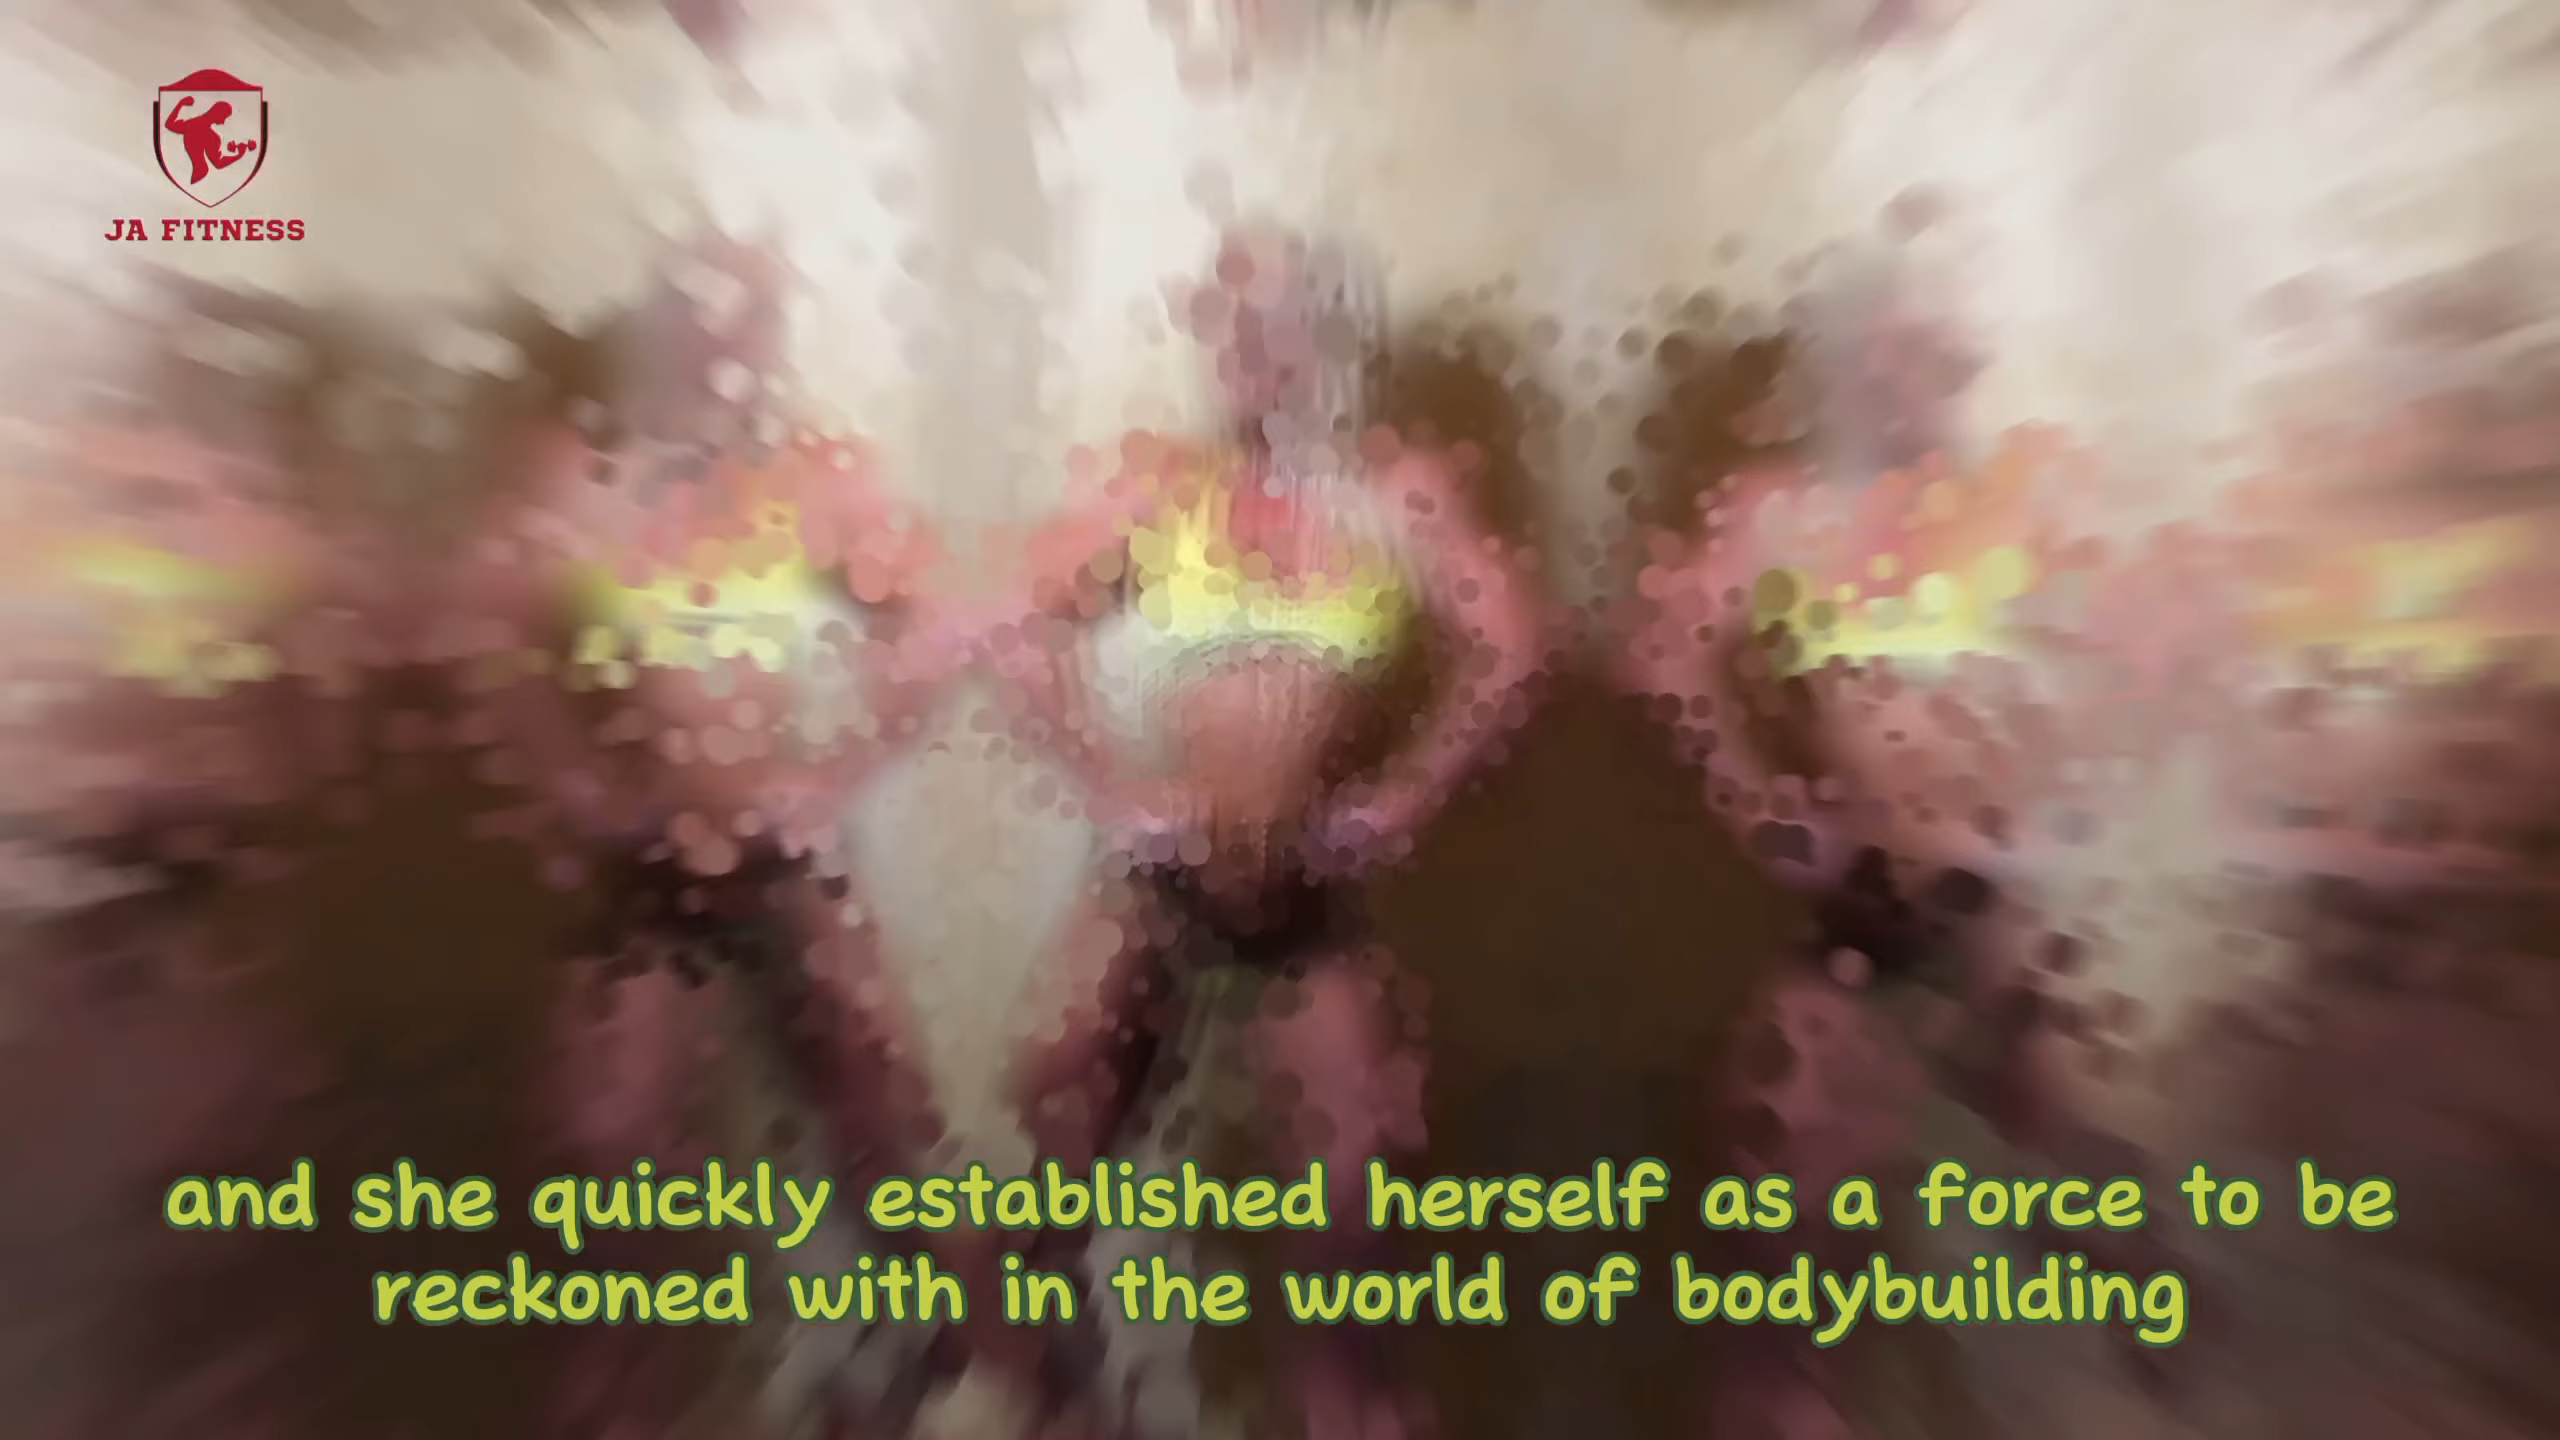 JA FITNESS
and she quickly established herself as a force to be
reckoned with in the world of bodybuilding